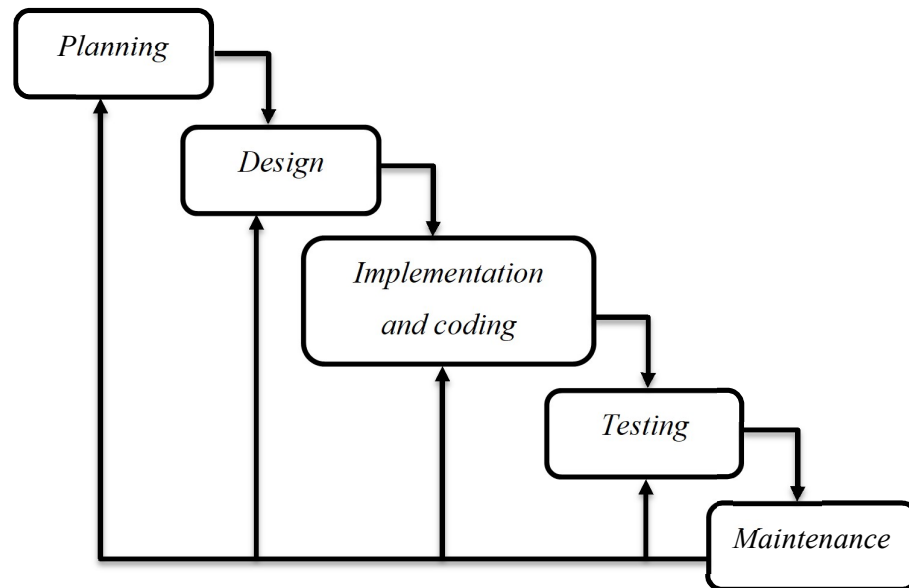 Planning
Design
Implementation
and coding
Testing
Maintenance